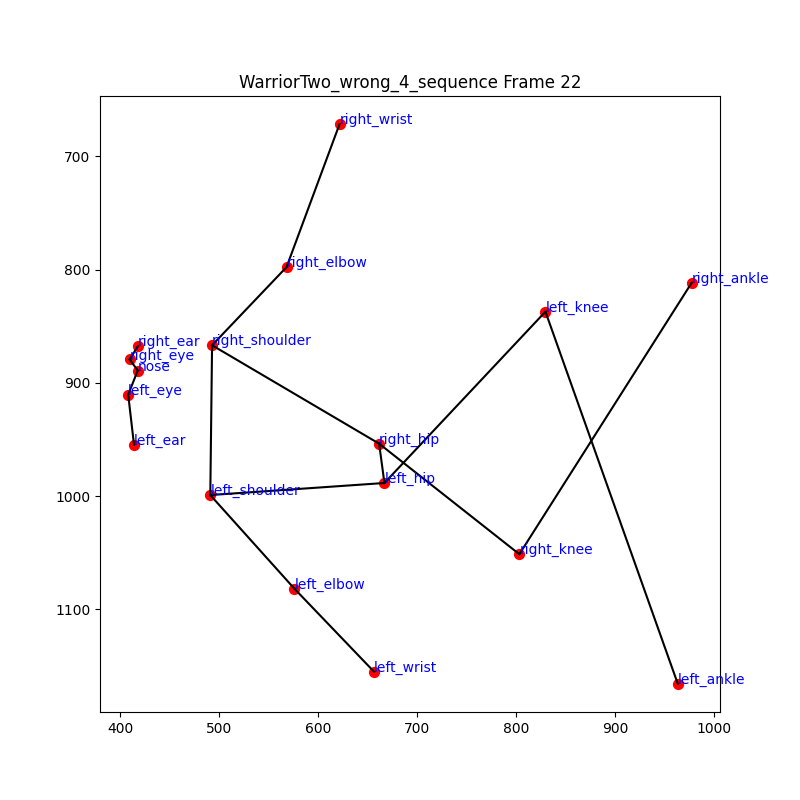 WarriorTwo_wrong_4_sequence Frame 22
right_wrist
right_elbow
right_ankle
left_knee
right_ear
right_shoulder
right_eye
nose
left_eye
left_ear
right_hip
left_hip
left_shoulder
right_knee
left_elbow
left_wrist
left_ankle
700
800
900
1000
1100
400
500
600
700
800
900
1000